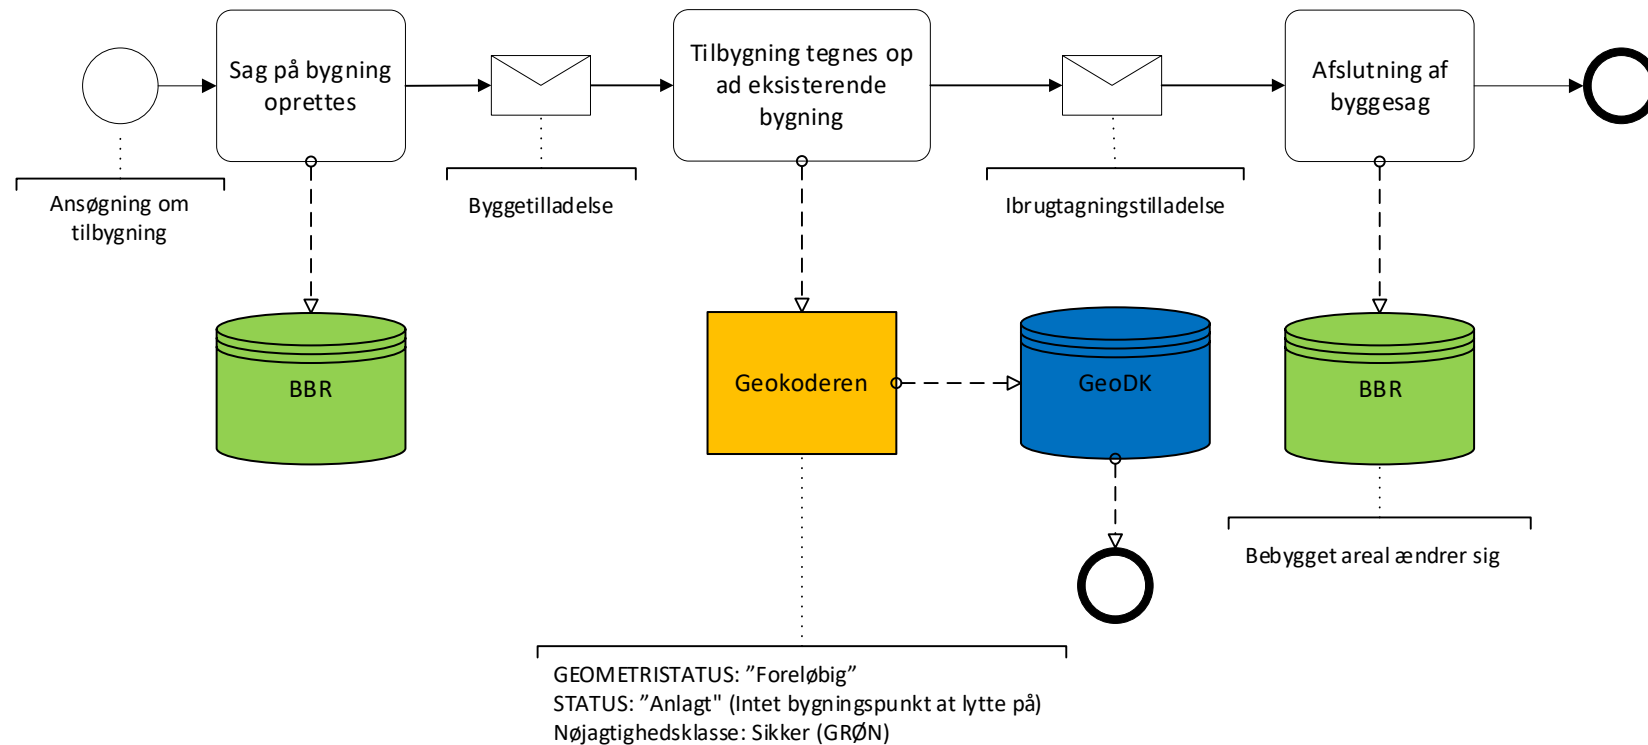 Sag på bygning
oprettes
Tilbygning tegnes op
ad eksisterende
bygning
Afslutning af
byggesag
Ansøgning om
tilbygning
Byggetilladelse
Ibrugtagningstilladelse
BBR
Geokoderen
GeoDK
BBR
Bebygget areal ændrer sig
GEOMETRISTATUS: ”Foreløbig”
STATUS: ”Anlagt" (Intet bygningspunkt at lytte på)
Nøjagtighedsklasse: Sikker (GRØN)